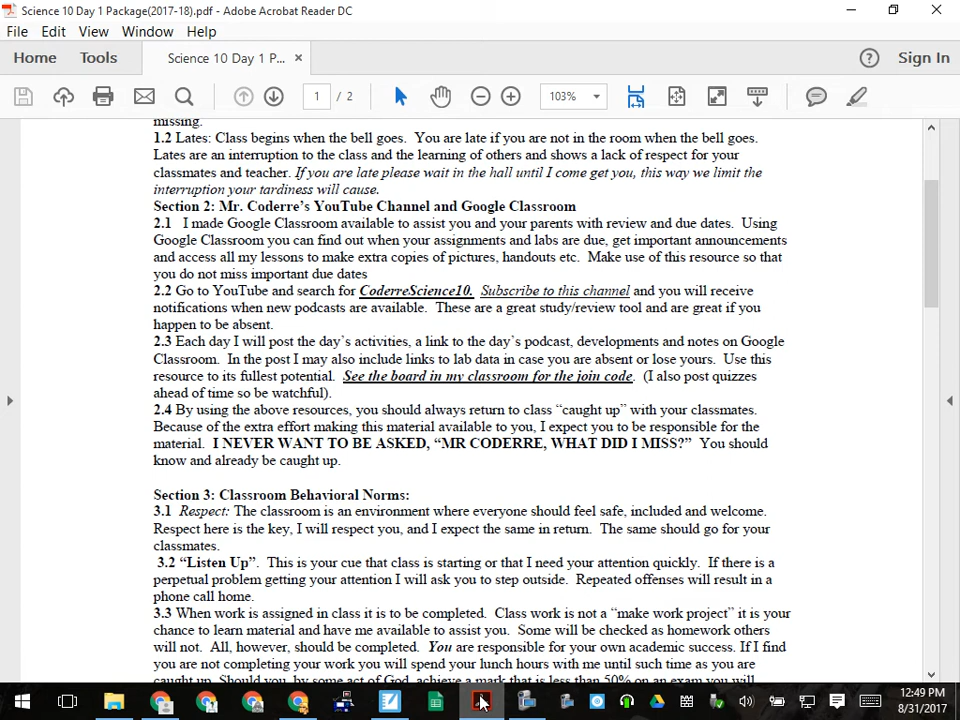 Science 10 Day 1 Package(2017-18).pdf - Adobe Acrobat Reader DC
File Edit View Window Help
Home Tools Science 10 Day 1 P... × Sign In
1 / 2 103%
missing.
1.2 Lates: Class begins when the bell goes. You are late if you are not in the room when the bell goes.
Lates are an interruption to the class and the learning of others and shows a lack of respect for your
classmates and teacher. If you are late please wait in the hall until I come get you, this way we limit the
interruption your tardiness will cause.
Section 2: Mr. Coderre's YouTube Channel and Google Classroom
2.1 I made Google Classroom available to assist you and your parents with review and due dates. Using
Google Classroom you can find out when your assignments and labs are due, get important announcements
and access all my lessons to make extra copies of pictures, handouts etc. Make use of this resource so that
you do not miss important due dates
2.2 Go to YouTube and search for CoderreScience10. Subscribe to this channel and you will receive
notifications when new podcasts are available. These are a great study/review tool and are great if you
happen to be absent.
2.3 Each day I will post the day's activities, a link to the day's podcast, developments and notes on Google
Classroom. In the post I may also include links to lab data in case you are absent or lose yours. Use this
resource to its fullest potential. See the board in my classroom for the join code. (I also post quizzes
ahead of time so be watchful).
2.4 By using the above resources, you should always return to class “caught up” with your classmates.
Because of the extra effort making this material available to you, I expect you to be responsible for the
material. I NEVER WANT TO BE ASKED, “MR CODERRE, WHAT DID I MISS?” You should
know and already be caught up.
Section 3: Classroom Behavioral Norms:
3.1 Respect: The classroom is an environment where everyone should feel safe, included and welcome.
Respect here is the key, I will respect you, and I expect the same in return. The same should go for your
classmates.
3.2 “Listen Up”. This is your cue that class is starting or that I need your attention quickly. If there is a
perpetual problem getting your attention I will ask you to step outside. Repeated offenses will result in a
phone call home.
3.3 When work is assigned in class it is to be completed. Class work is not a “make work project” it is your
chance to learn material and have me available to assist you. Some will be checked as homework others
will not. All, however, should be completed. You are responsible for your own academic success. If I find
you are not completing your work you will spend your lunch hours with me until such time as you are
caught up. Should you, by some act of God, achieve a mark that is less than 50% on an exam you will
12:49 PM
8/31/2017